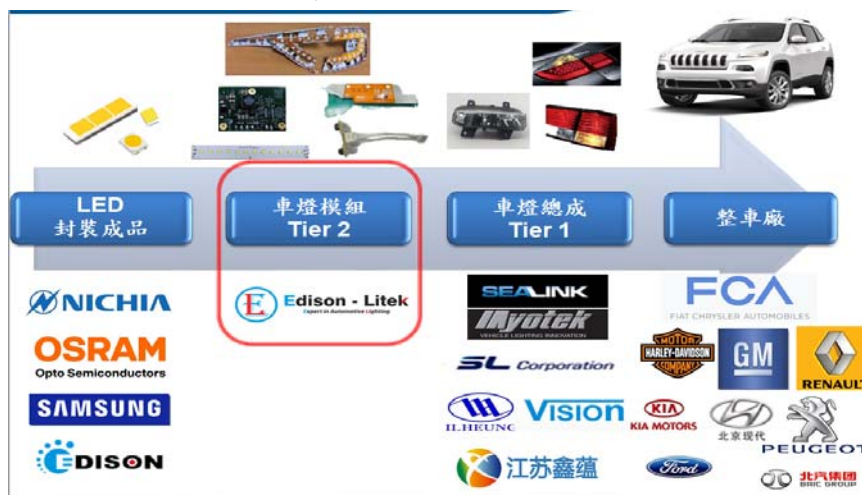 LED
封裝成品
車燈模組
Tier 2
車燈總成
Tier 1
整車廠
NICHIA
OSRAM
Opto Semiconductors
SAMSUNG
EDISON
E
Edison - Litek
Expert in Automotive Lighting
SEALINK
Myotek
VEHICLE LIGHTING INNOVATION
SL Corporation
IL HEUNG
VISION
江苏鑫蕴
FCA
FIAT CHRYSLER AUTOMOBILES
MOTOR
HARLEY-DAVIDSON
COMPANY
GM
RENAULT
KIA
KIA MOTORS
北京现代
PEUGEOT
Ford
北汽集团
BAIC GROUP